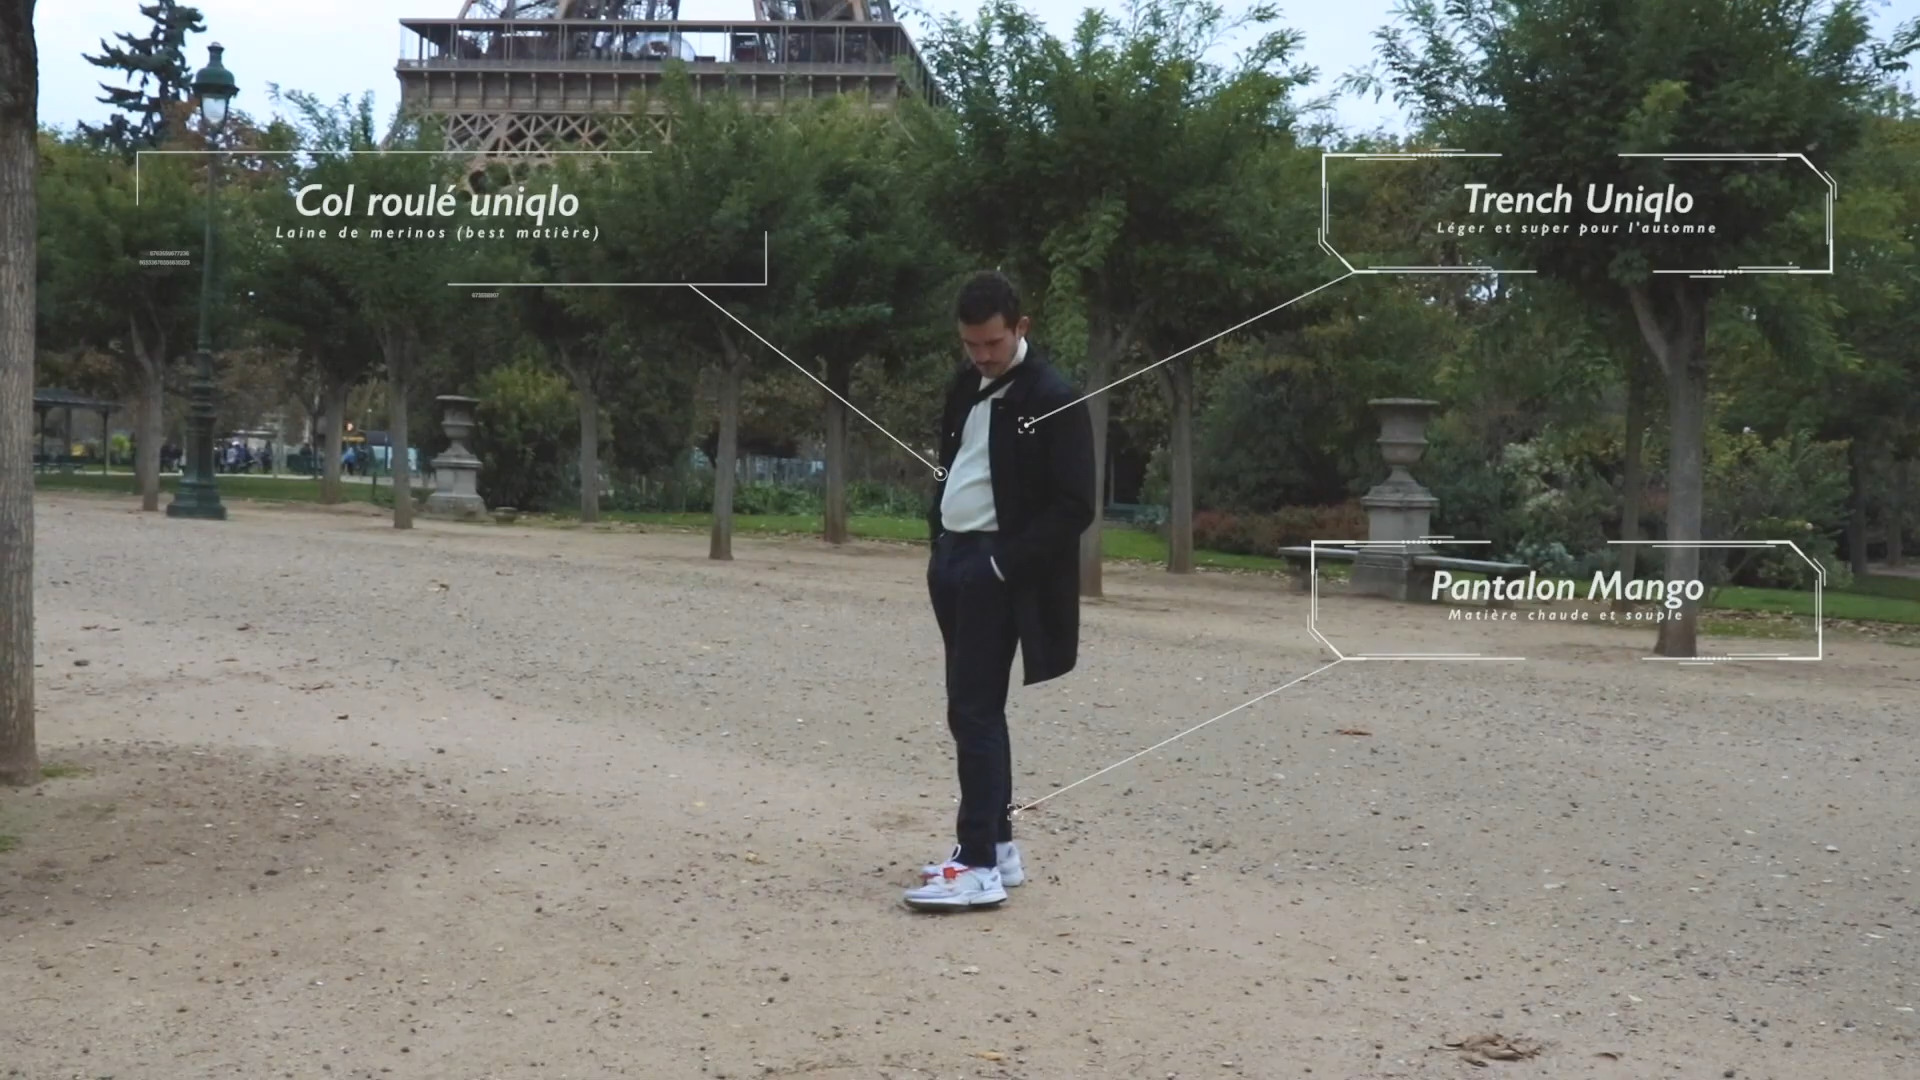 Col roulé uniqlo
Laine de merinos (best matière)
Trench Uniqlo
Léger et super pour l'automne
Pantalon Mango
Matière chaude et souple